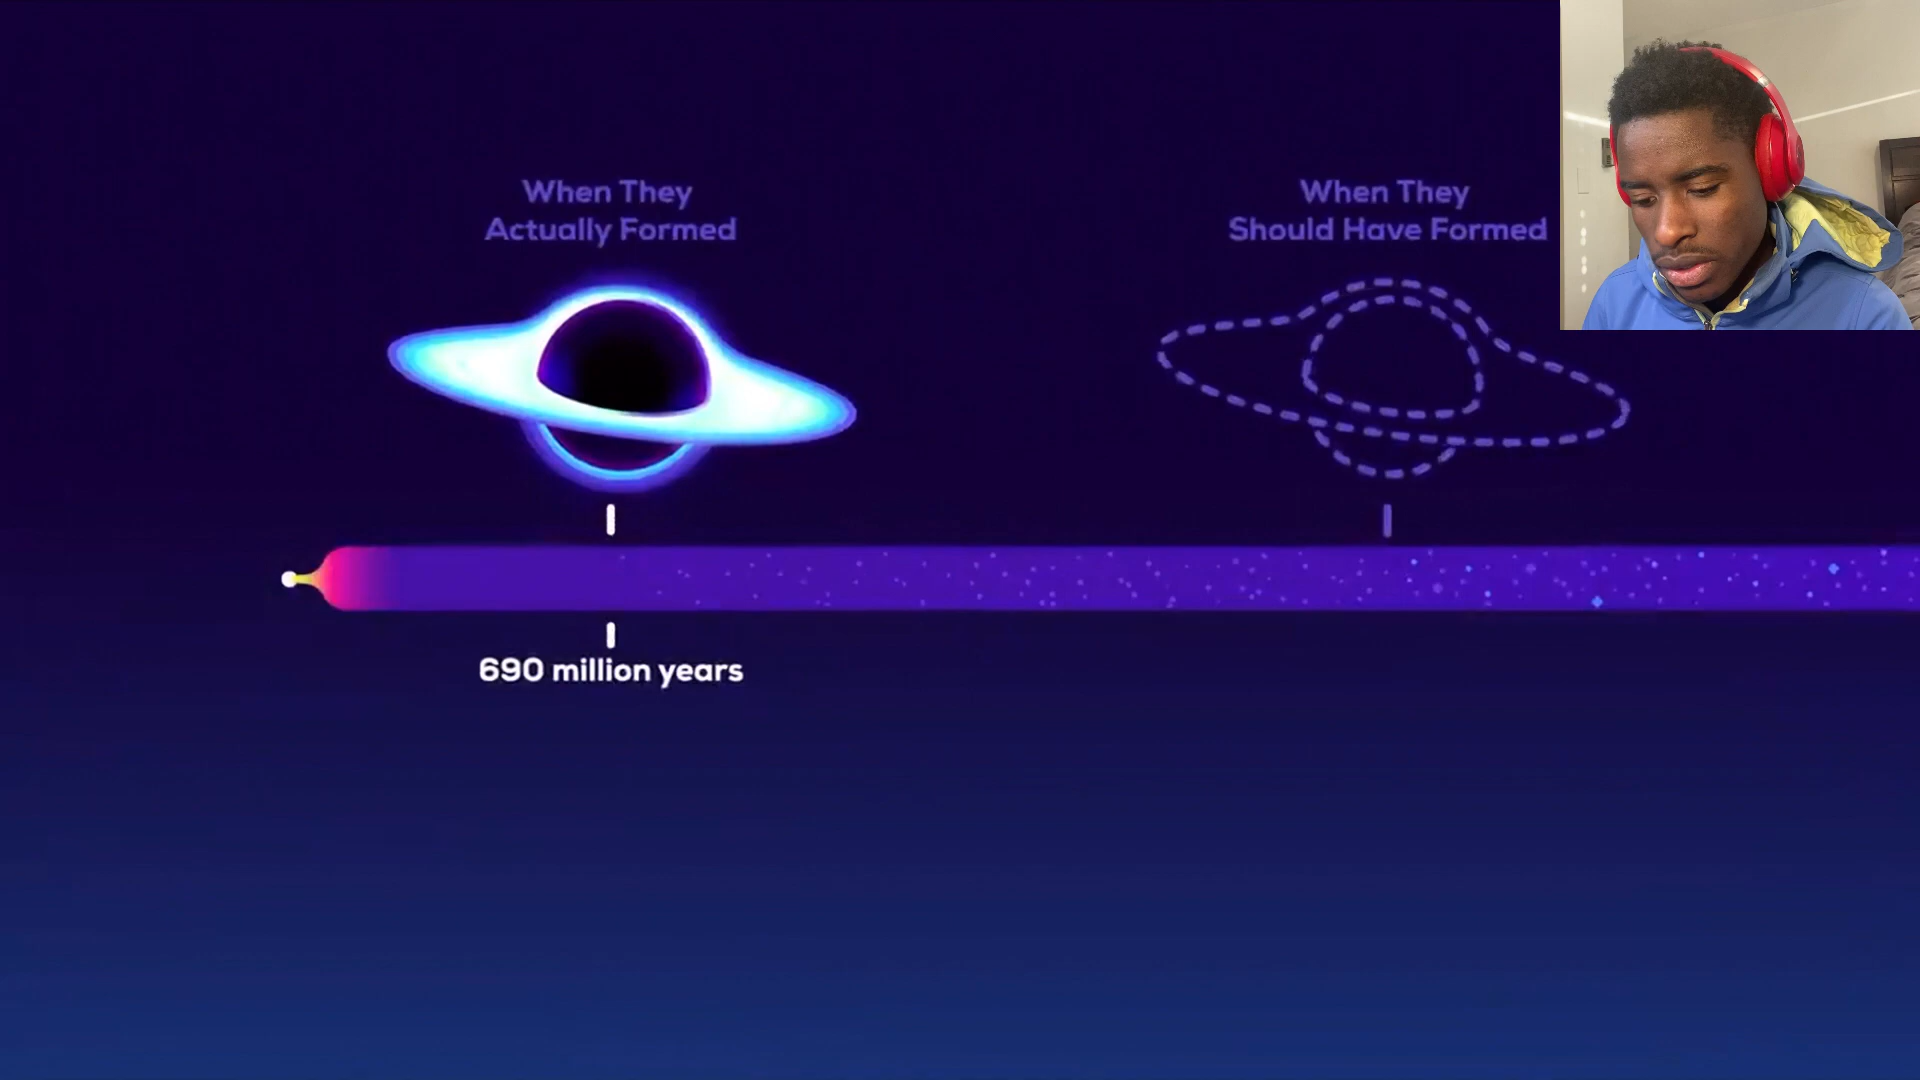 When They
Actually Formed
When They
Should Have Formed
690 million years